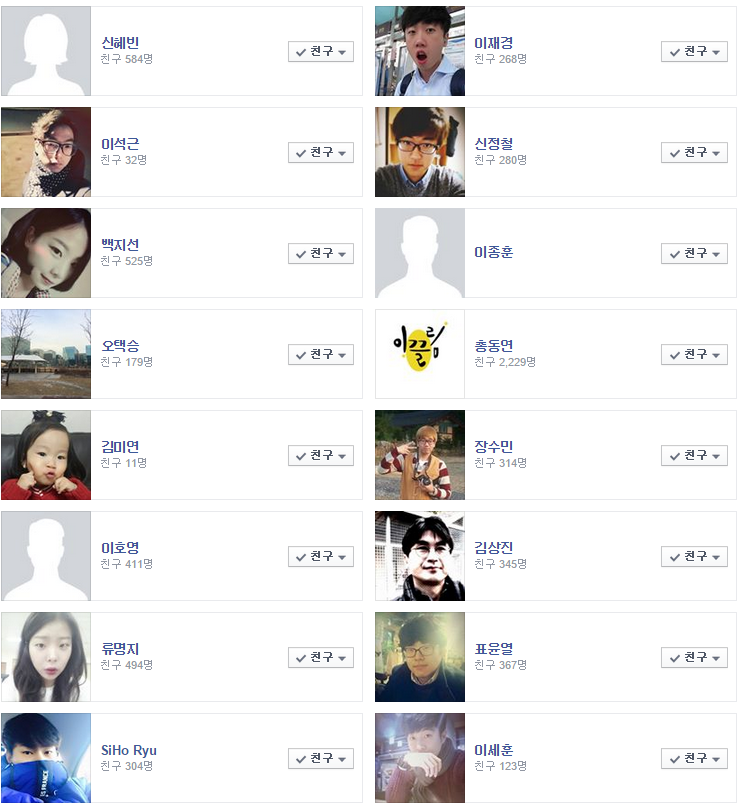 신혜빈
친구 584명
✓ 친구
이재경
친구 268명
✓ 친구
이석근
친구 32명
✓ 친구
신정철
친구 280명
✓ 친구
백지선
친구 525명
✓ 친구
이종훈
✓ 친구
오택승
친구 179명
✓ 친구
이끌림
총동연
친구 2,229명
✓ 친구
김미연
친구 11명
✓ 친구
장수민
친구 314명
✓ 친구
이호영
친구 411명
✓ 친구
김상진
친구 345명
✓ 친구
류명지
친구 494명
✓ 친구
표윤열
친구 367명
✓ 친구
SiHo Ryu
친구 304명
✓ 친구
이세훈
친구 123명
✓ 친구